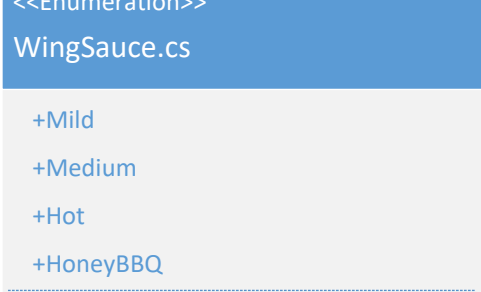 <<Enumeration>>
WingSauce.cs
+Mild
+Medium
+Hot
+HoneyBBQ